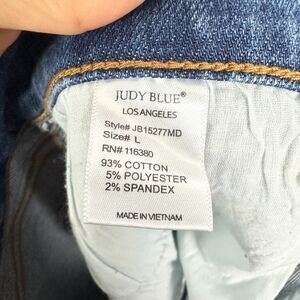 JUDY BLUE®
LOS ANGELES
Style# JB15277MD
Size# L
RN# 116380
93% COTTON
5% POLYESTER
2% SPANDEX
MADE IN VIETNAM